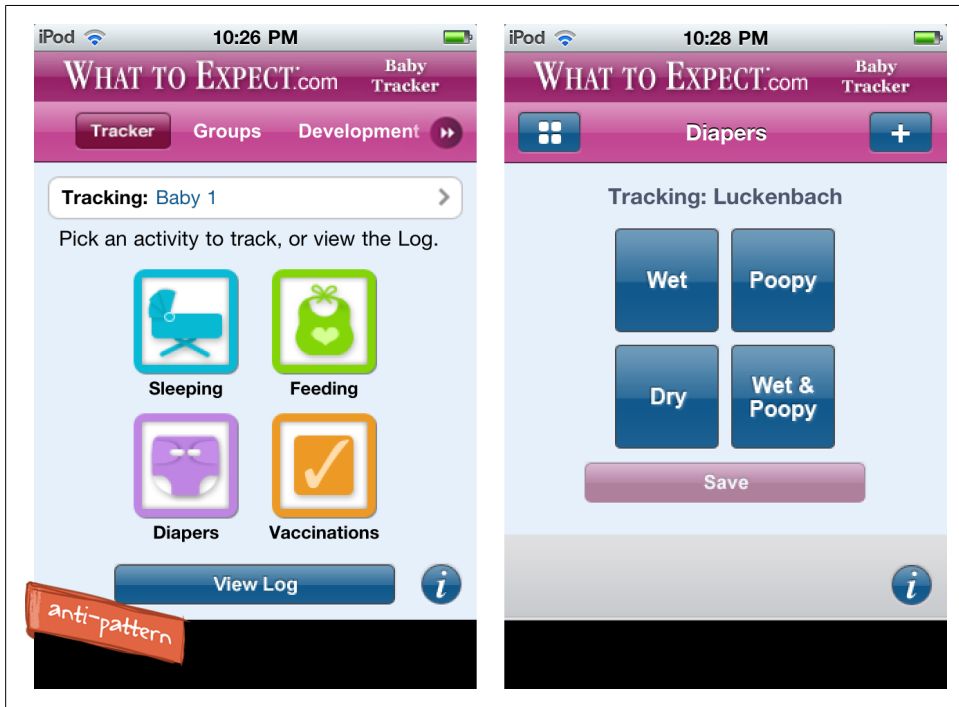 iPod 10:26 PM
WHAT TO EXPECT.com Baby Tracker
Tracker Groups Development
Tracking: Baby 1
Pick an activity to track, or view the Log.
Sleeping Feeding
Diapers Vaccinations
View Log i
anti-pattern
iPod 10:28 PM
WHAT TO EXPECT.com Baby Tracker
Diapers +
Tracking: Luckenbach
Wet Poopy
Dry Wet & Poopy
Save
i